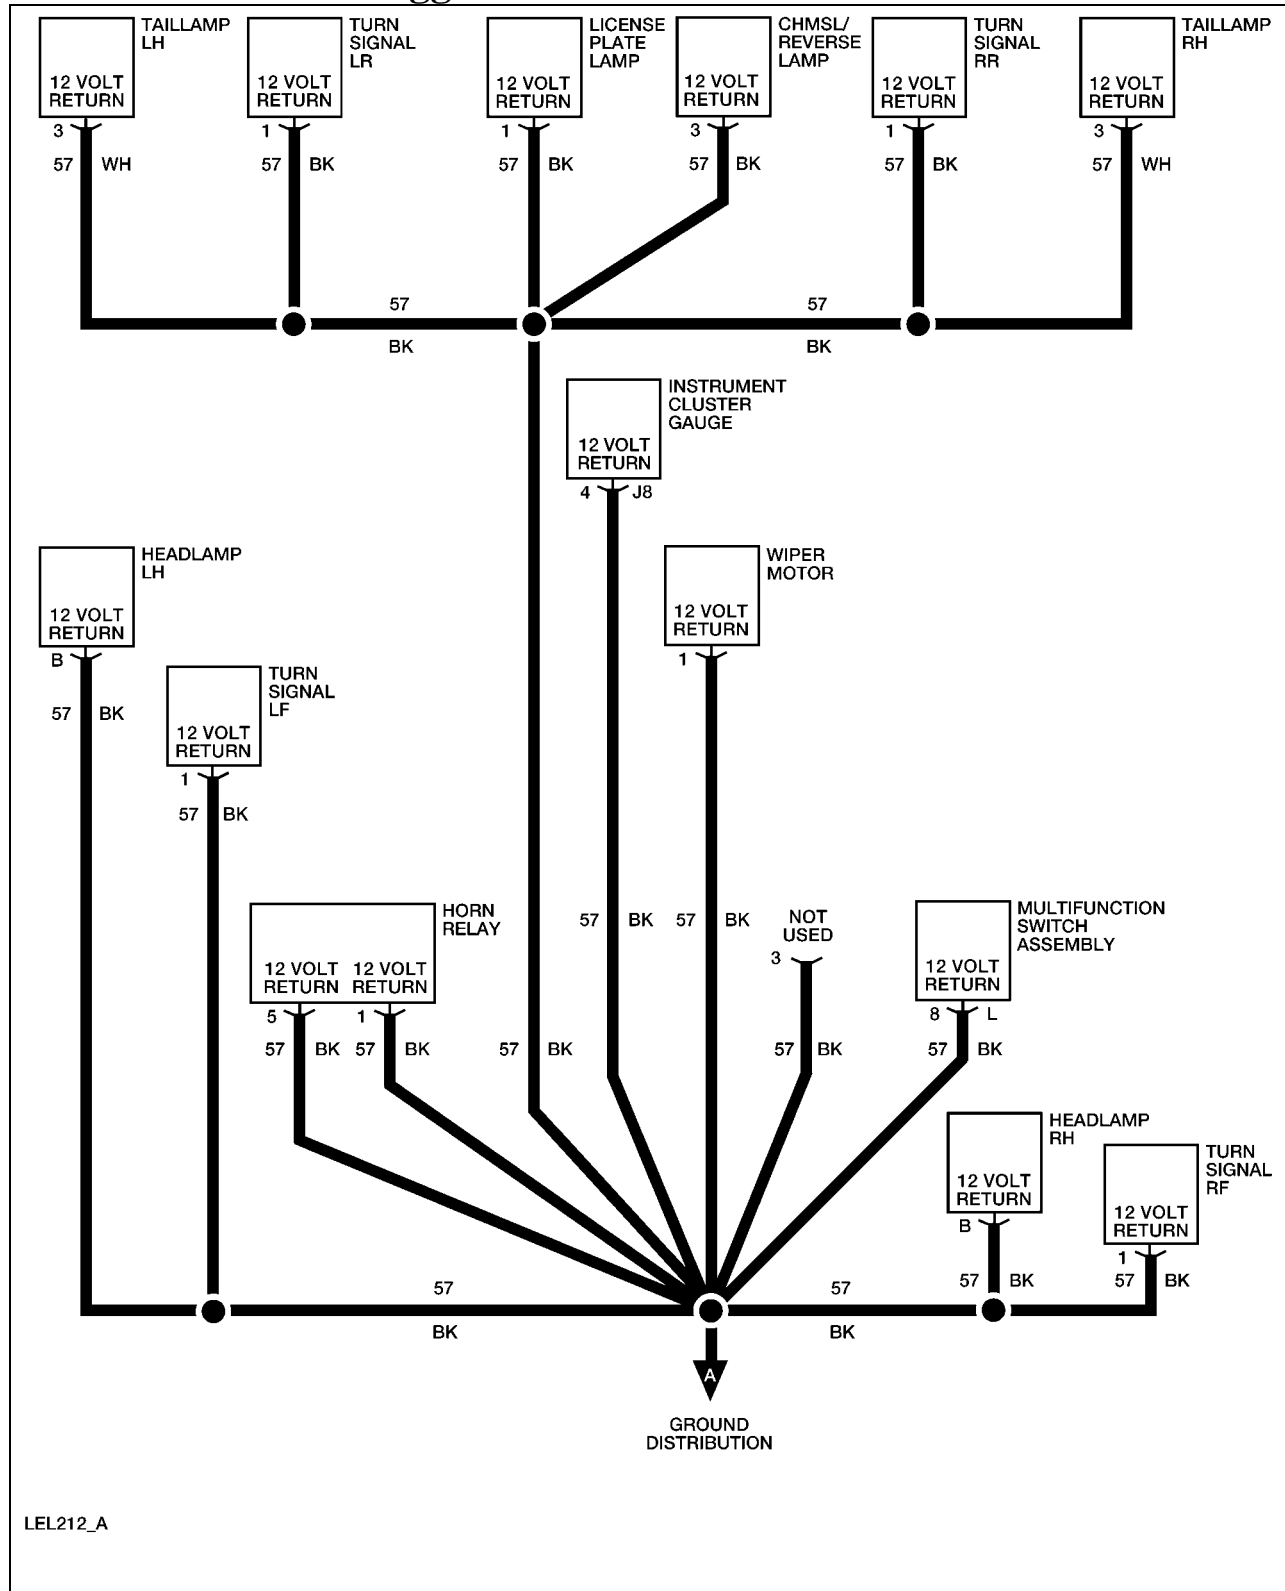 TAILLAMP
LH
12 VOLT
RETURN
3
57 WH
TURN
SIGNAL
LR
12 VOLT
RETURN
1
57 BK
LICENSE
PLATE
LAMP
12 VOLT
RETURN
1
57 BK
CHMSL/
REVERSE
LAMP
12 VOLT
RETURN
3
57 BK
TURN
SIGNAL
RR
12 VOLT
RETURN
1
57 BK
TAILLAMP
RH
12 VOLT
RETURN
3
57 WH
57
BK
57
BK
INSTRUMENT
CLUSTER
GAUGE
12 VOLT
RETURN
4 J8
HEADLAMP
LH
12 VOLT
RETURN
B
57 BK
WIPER
MOTOR
12 VOLT
RETURN
1
TURN
SIGNAL
LF
12 VOLT
RETURN
1
57 BK
HORN
RELAY
12 VOLT
RETURN
5
57 BK
12 VOLT
RETURN
1
57 BK
57 BK
57 BK
57 BK
NOT
USED
3
57 BK
MULTIFUNCTION
SWITCH
ASSEMBLY
12 VOLT
RETURN
8 L
57 BK
HEADLAMP
RH
12 VOLT
RETURN
B
57 BK
TURN
SIGNAL
RF
12 VOLT
RETURN
1
57 BK
57
BK
57
BK
A
GROUND
DISTRIBUTION
LEL212_A